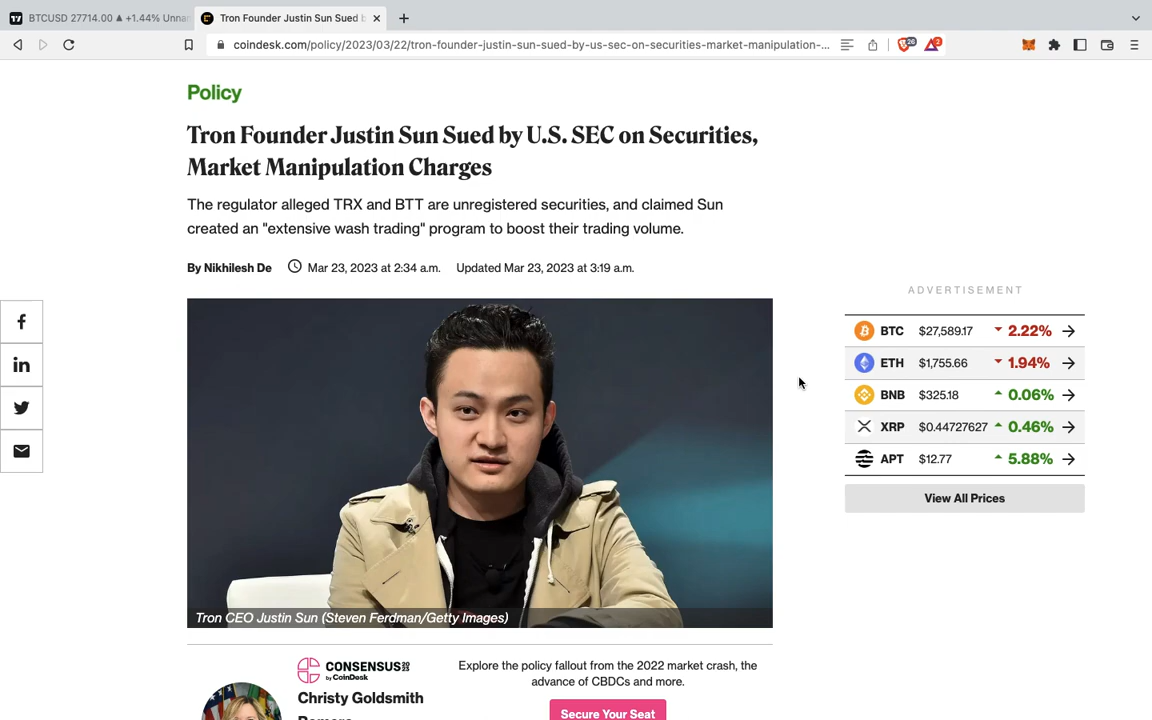 BTCUSD 27714.00 ▲ +1.44% Unna
Tron Founder Justin Sun Sued b
coindesk.com/policy/2023/03/22/tron-founder-justin-sun-sued-by-us-sec-on-securities-market-manipulation-...
26
3
Policy
Tron Founder Justin Sun Sued by U.S. SEC on Securities,
Market Manipulation Charges
The regulator alleged TRX and BTT are unregistered securities, and claimed Sun
created an "extensive wash trading" program to boost their trading volume.
By Nikhilesh De Mar 23, 2023 at 2:34 a.m. Updated Mar 23, 2023 at 3:19 a.m.
ADVERTISEMENT
BTC $27,589.17 2.22%
ETH $1,755.66 1.94%
BNB $325.18 0.06%
XRP $0.44727627 0.46%
APT $12.77 5.88%
View All Prices
Tron CEO Justin Sun (Steven Ferdman/Getty Images)
CONSENSUS
by CoinDesk
Christy Goldsmith
Explore the policy fallout from the 2022 market crash, the
advance of CBDCs and more.
Secure Your Seat